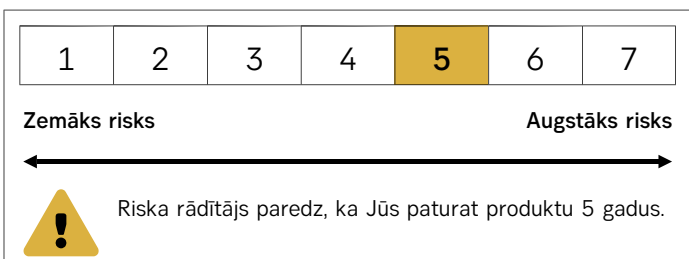 1 2 3 4 5 6 7
Zemāks risks Augstāks risks
Riska rādītājs paredz, ka Jūs paturat produktu 5 gadus.